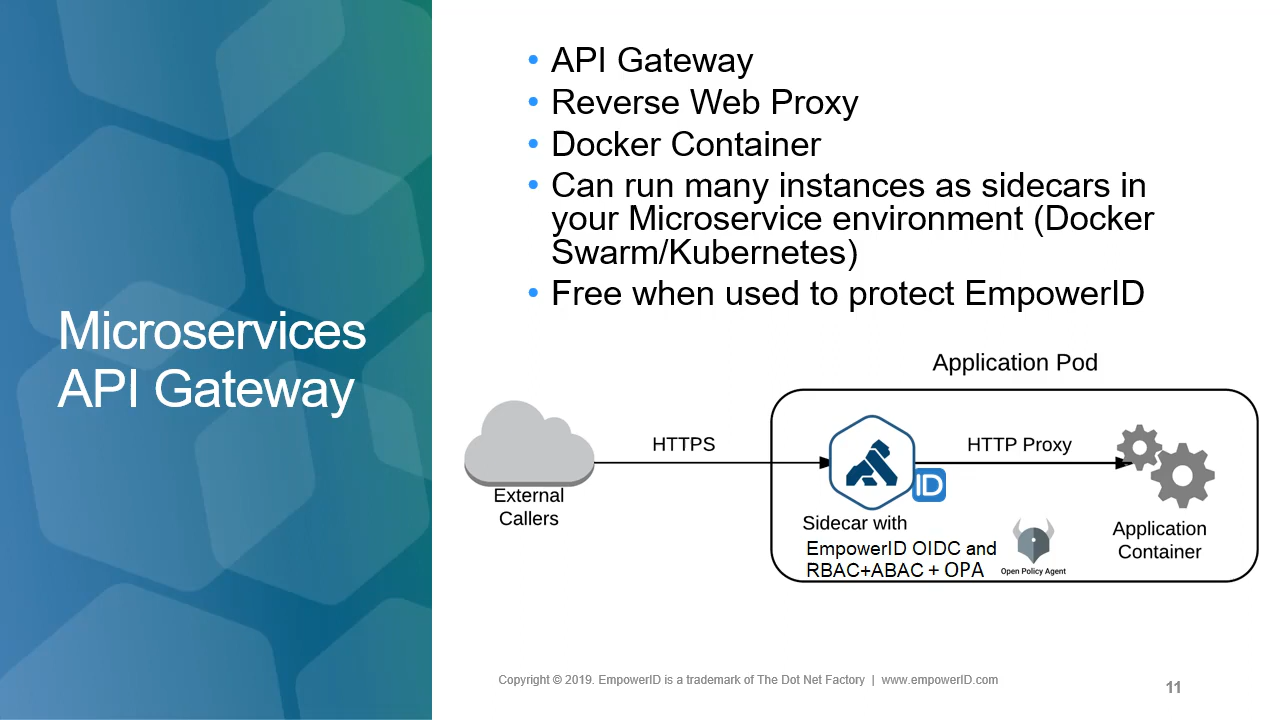 Microservices
API Gateway
• API Gateway
• Reverse Web Proxy
• Docker Container
• Can run many instances as sidecars in
your Microservice environment (Docker
Swarm/Kubernetes)
• Free when used to protect EmpowerID
Application Pod
HTTPS
HTTP Proxy
ID
External
Callers
Sidecar with
EmpowerID OIDC and
RBAC+ABAC + OPA
Open Policy Agent
Application
Container
Copyright © 2019. EmpowerID is a trademark of The Dot Net Factory | www.empowerID.com
11